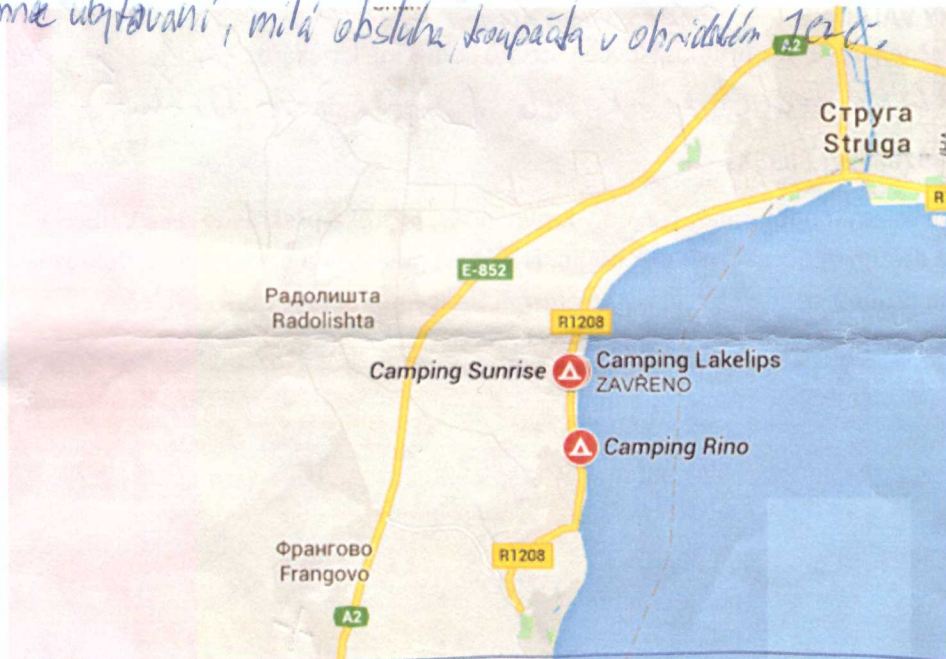 ubytování, milá obsluha, koupačka v ohridském
A2
Струга
Struga
R
E-852
Радолишта
Radolishta
R1208
Camping Sunrise
Camping Lakelips
ZAVŘENO
Camping Rino
Франгово
Frangovo
R1208
A2